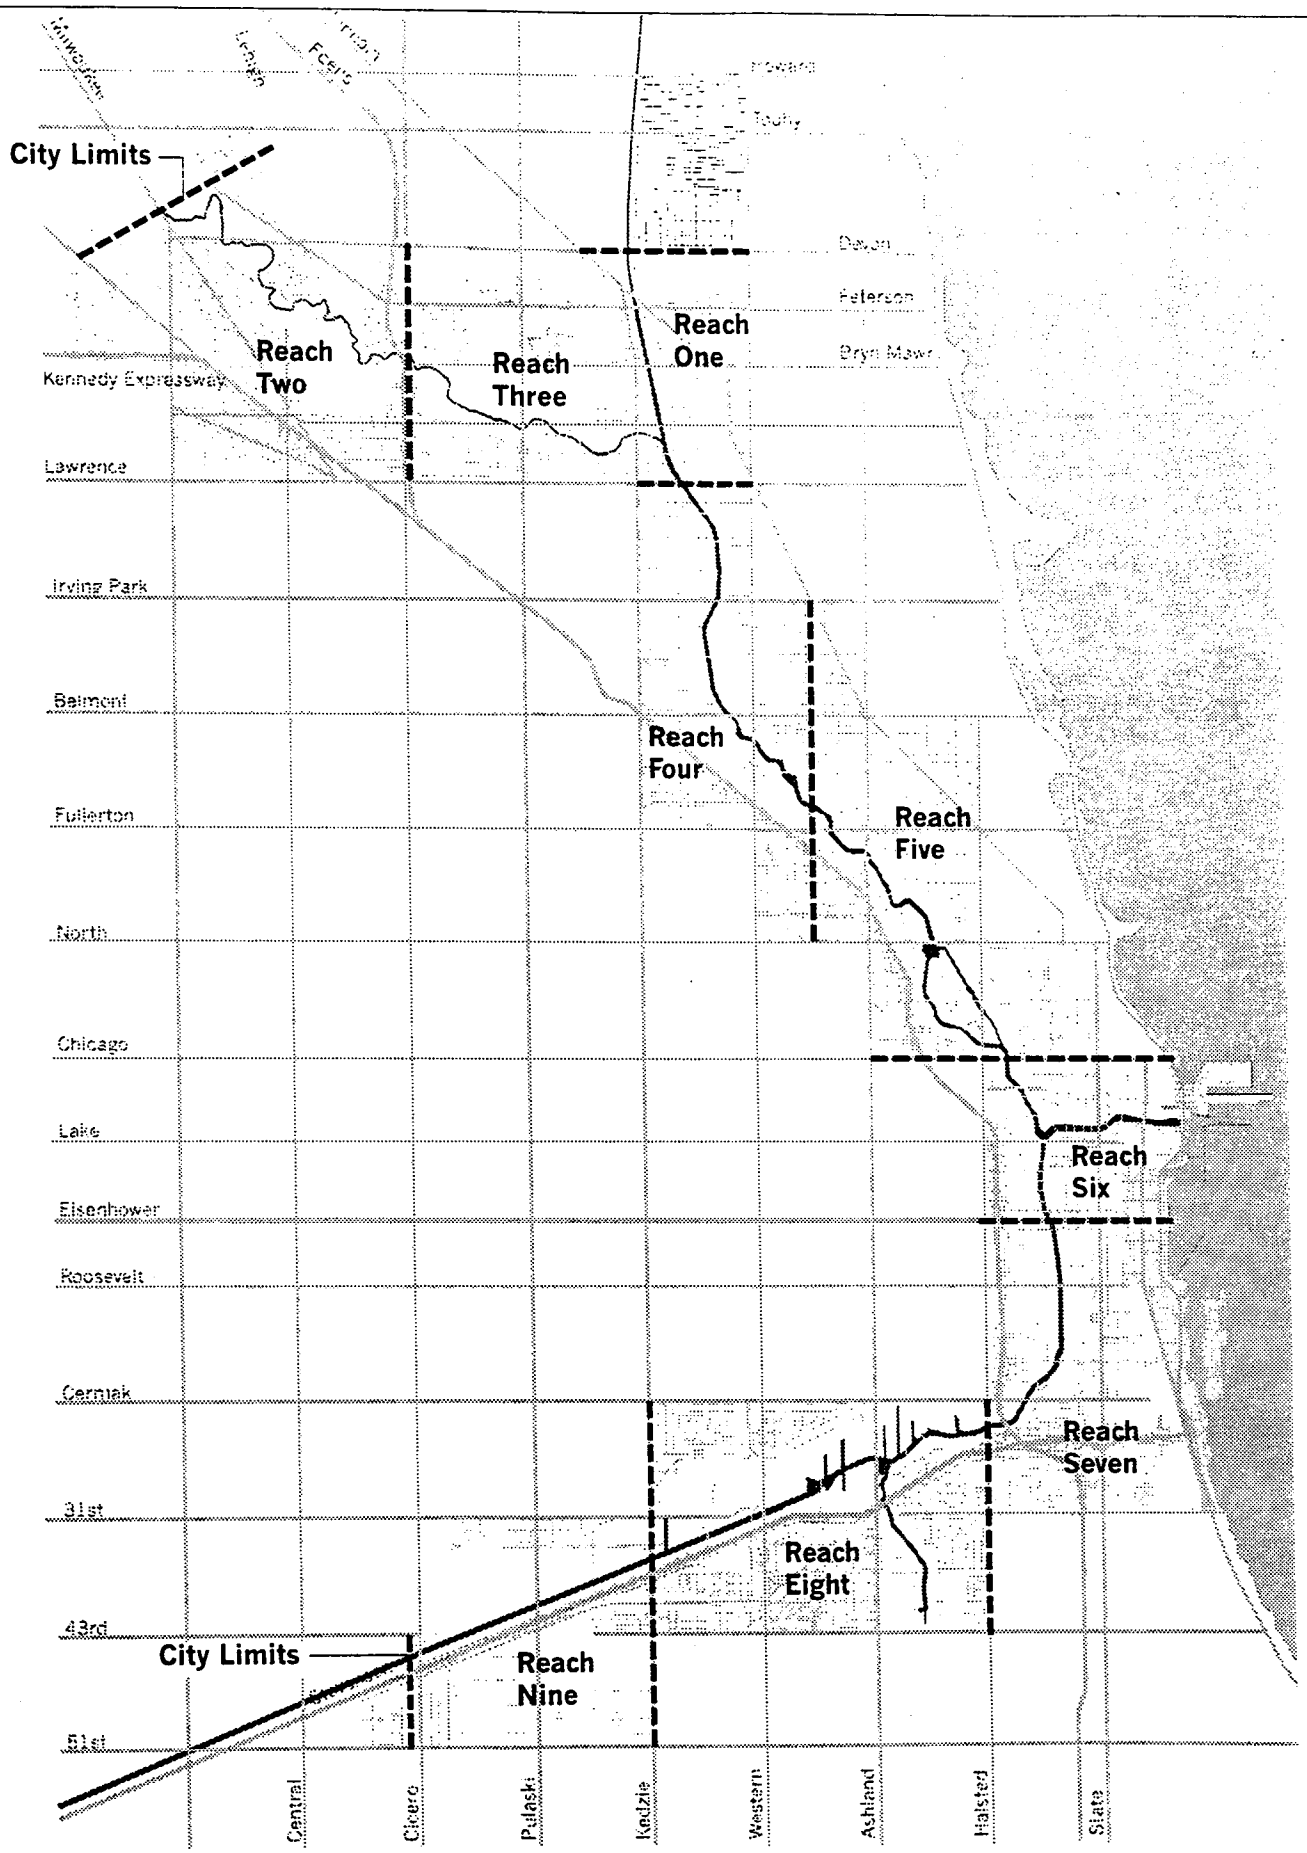 Milwaukee
Lehigh
Howard
Touhy
City Limits
Devon
Peterson
Reach
One
Bryn Mawr
Reach
Two
Reach
Three
Kennedy Expressway
Lawrence
Irving Park
Belmont
Reach
Four
Fullerton
Reach
Five
North
Chicago
Lake
Reach
Six
Eisenhower
Roosevelt
Cermak
Reach
Seven
31st
Reach
Eight
43rd
City Limits
Reach
Nine
51st
Central
Cicero
Pulaski
Kedzie
Western
Ashland
Halsted
State